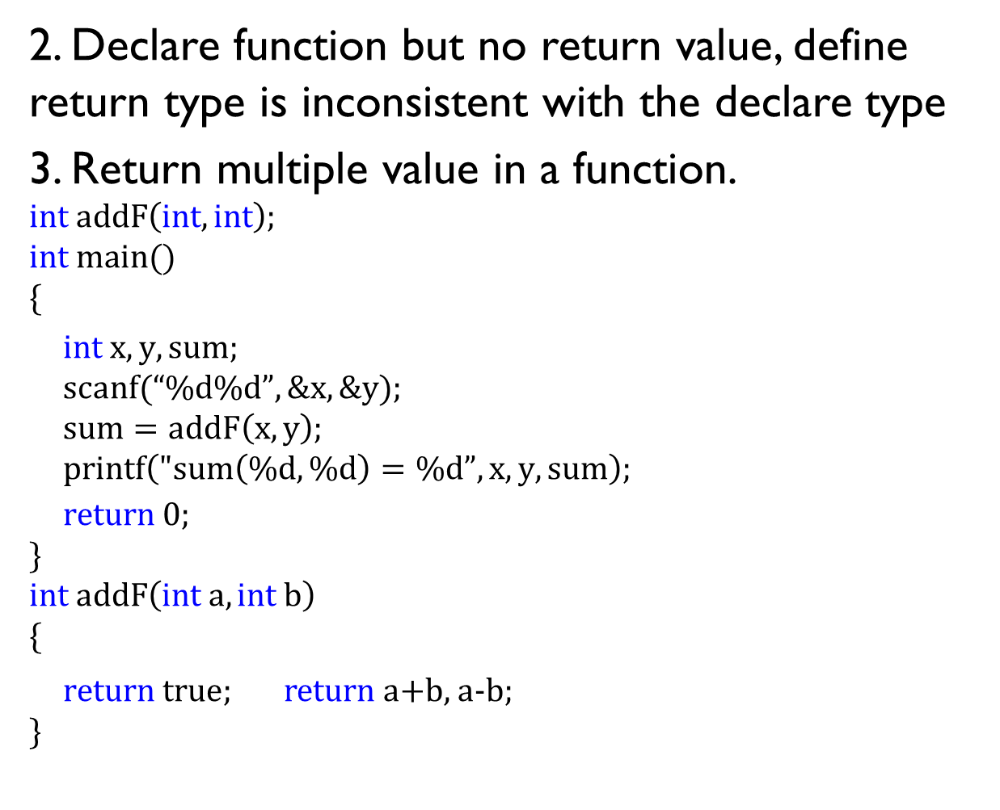 2. Declare function but no return value, define
return type is inconsistent with the declare type
3. Return multiple value in a function.
int addF(int, int);
int main()
{
int x, y, sum;
scanf(“%d%d”, &x, &y);
sum = addF(x, y);
printf("sum(%d, %d) = %d”, x, y, sum);
return 0;
}
int addF(int a, int b)
{
return true; return a+b, a-b;
}